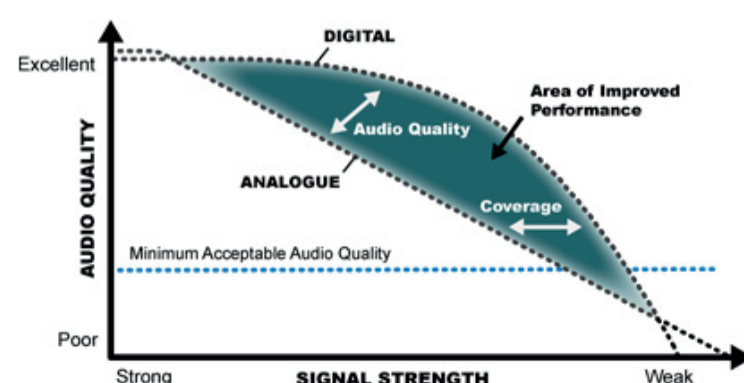 DIGITAL
Excellent
Area of Improved
Performance
Audio Quality
ANALOGUE
Coverage
AUDIO QUALITY
Minimum Acceptable Audio Quality
Poor
Strong
SIGNAL STRENGTH
Weak